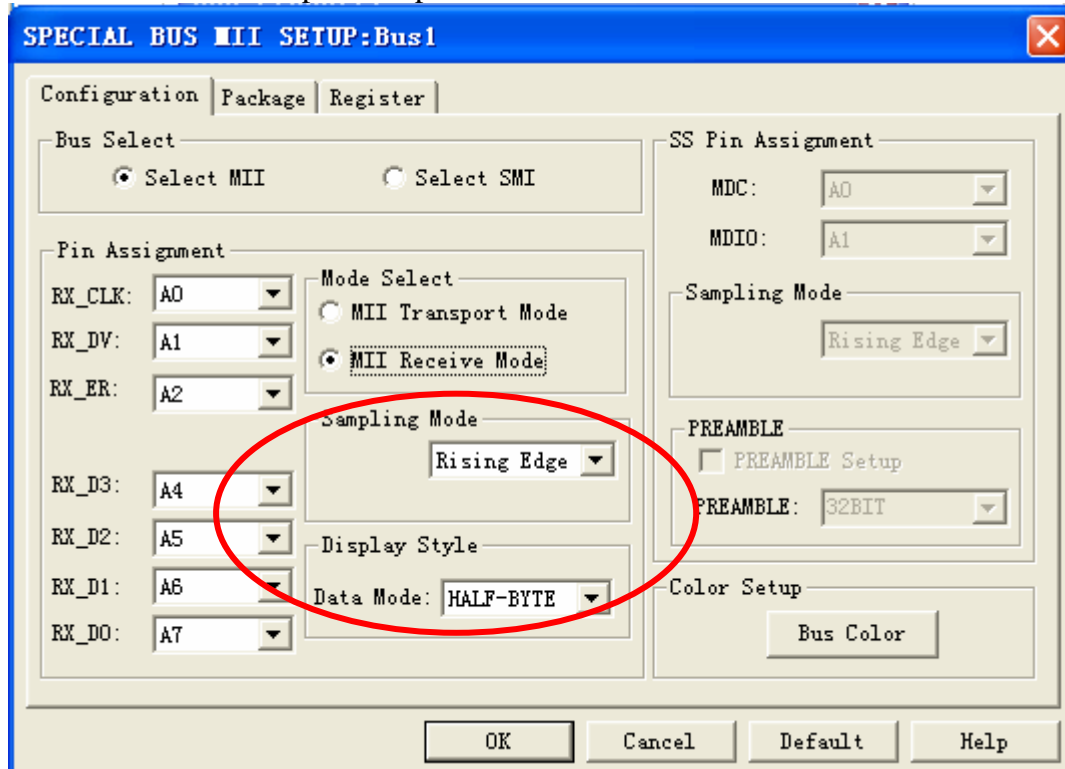 SPECIAL BUS MII SETUP:Bus1
Configuration
Package
Register
Bus Select
Select MII
Select SMI
Pin Assignment
RX_CLK: A0
RX_DV: A1
RX_ER: A2
RX_D3: A4
RX_D2: A5
RX_D1: A6
RX_D0: A7
Mode Select
MII Transport Mode
MII Receive Mode
Sampling Mode
Rising Edge
Display Style
Data Mode: HALF-BYTE
SS Pin Assignment
MDC: A0
MDIO: A1
Sampling Mode
Rising Edge
PREAMBLE
PREAMBLE Setup
PREAMBLE: 32BIT
Color Setup
Bus Color
OK
Cancel
Default
Help